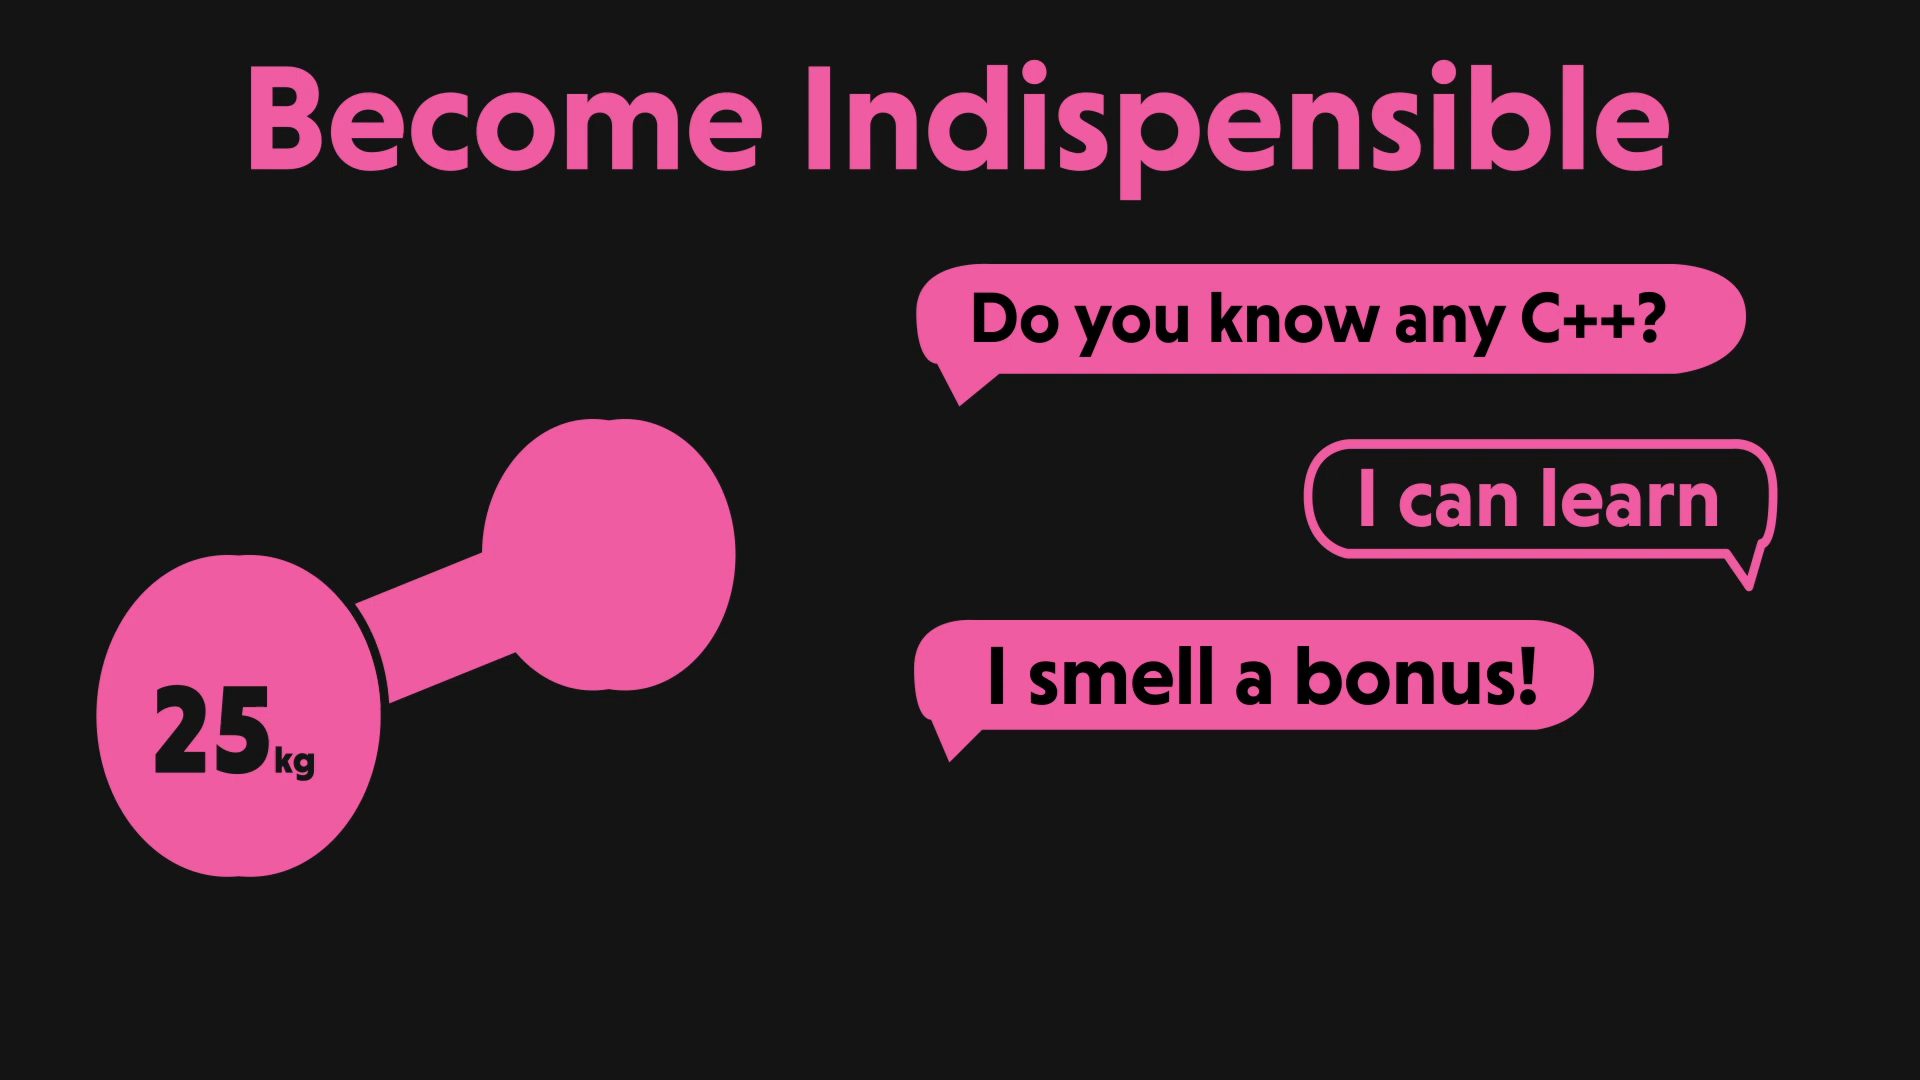 Become Indispensible
Do you know any C++?
I can learn
I smell a bonus!
25kg